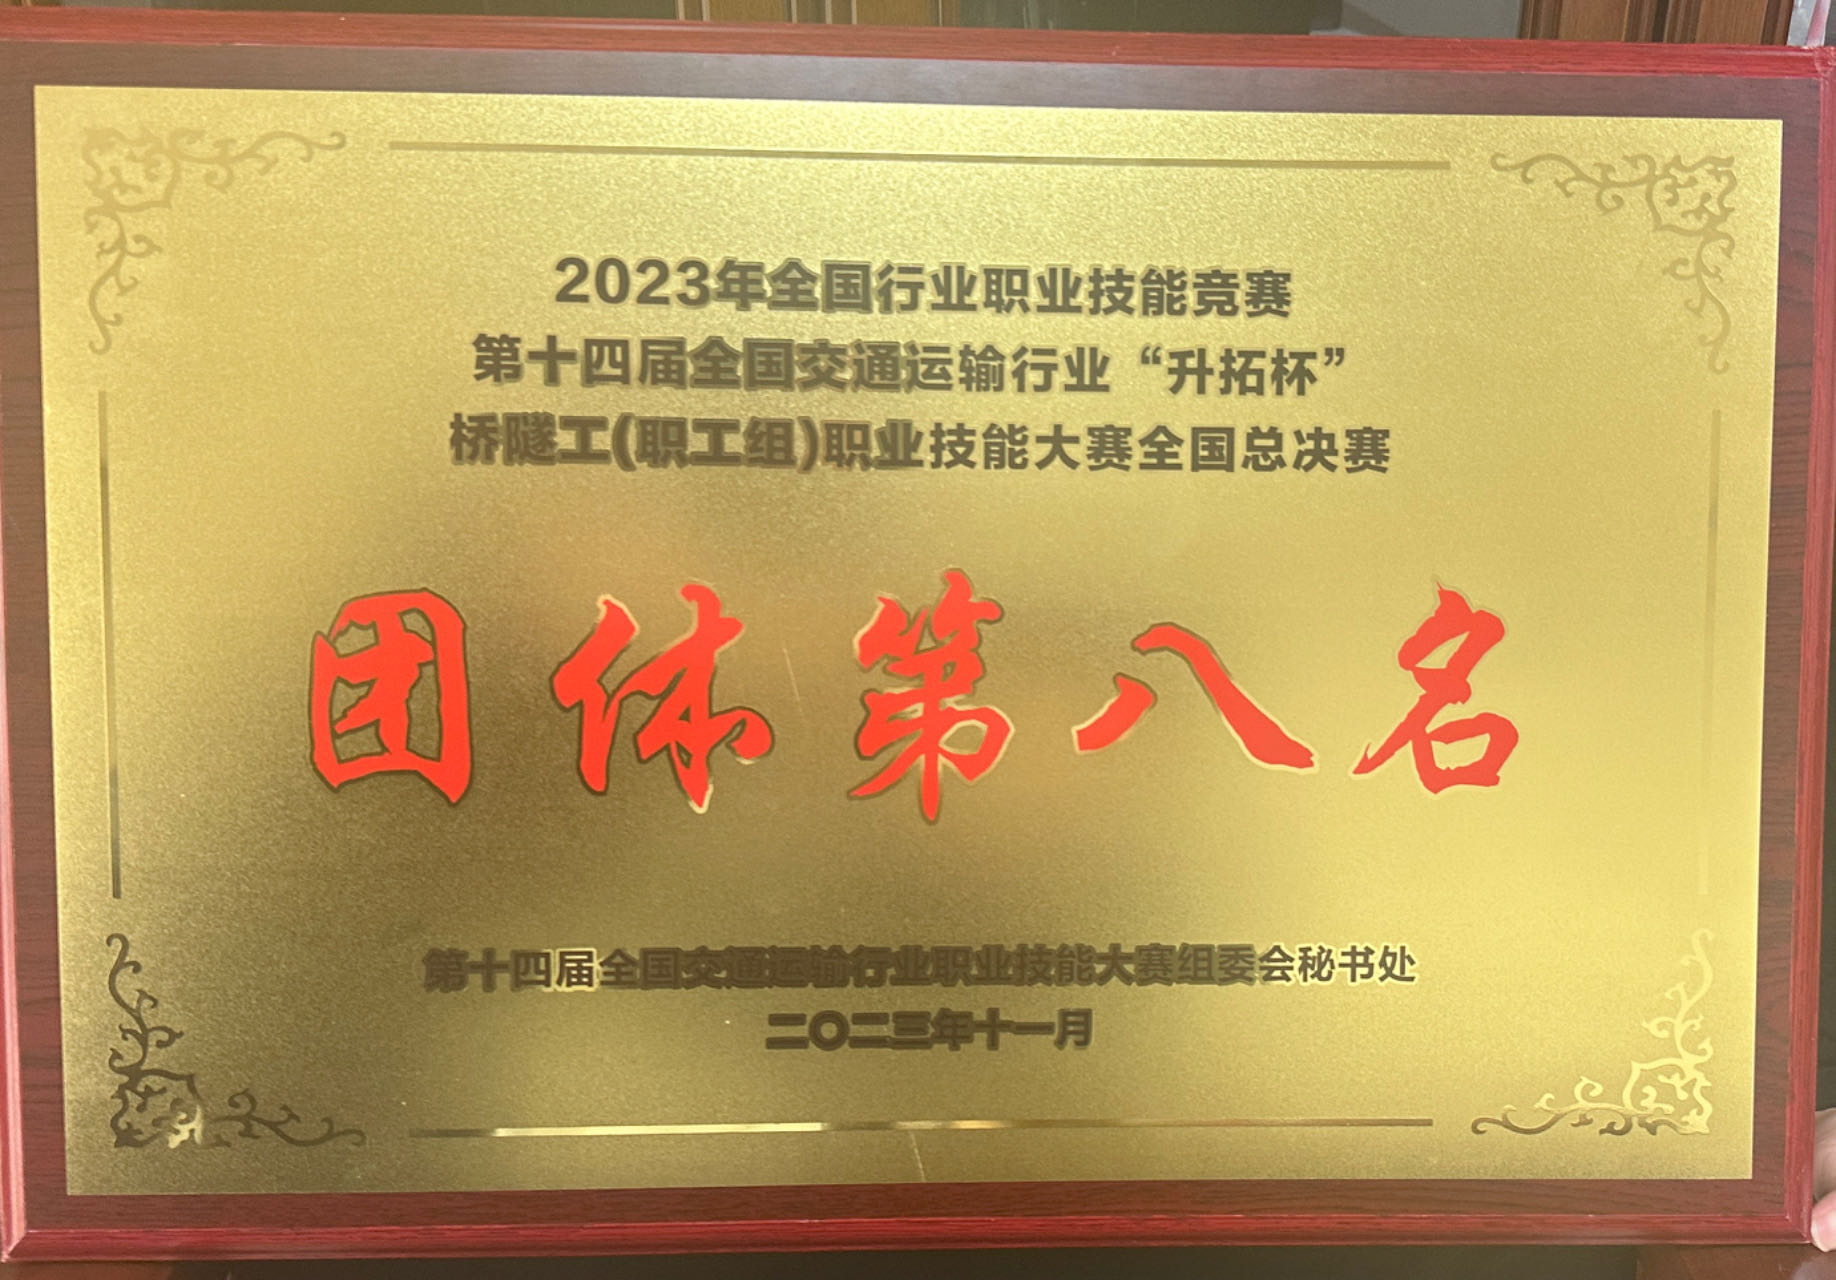 2023年全国行业职业技能竞赛
第十四届全国交通运输行业“升拓杯”
桥隧工(职工组)职业技能大赛全国总决赛
团体第八名
第十四届全国交通运输行业职业技能大赛组委会秘书处
二〇二三年十一月